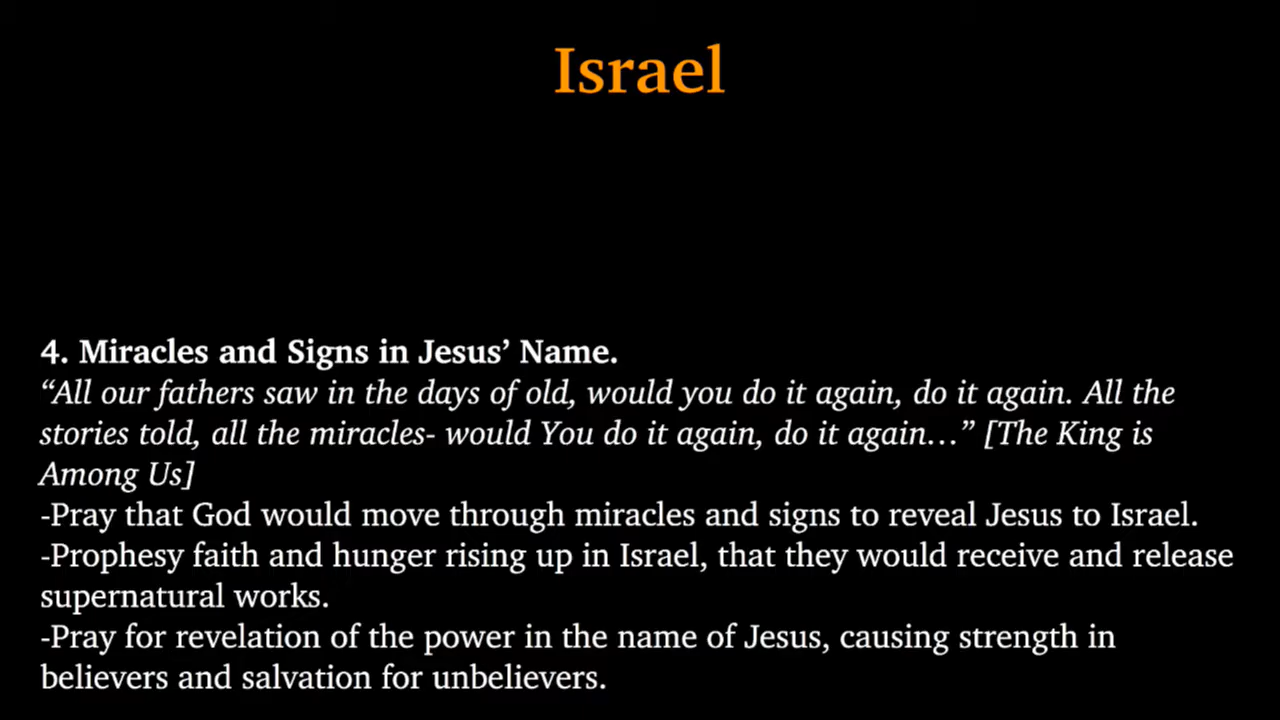 Israel
4. Miracles and Signs in Jesus’ Name.
“All our fathers saw in the days of old, would you do it again, do it again. All the
stories told, all the miracles- would You do it again, do it again…” [The King is
Among Us]
-Pray that God would move through miracles and signs to reveal Jesus to Israel.
-Prophesy faith and hunger rising up in Israel, that they would receive and release
supernatural works.
-Pray for revelation of the power in the name of Jesus, causing strength in
believers and salvation for unbelievers.